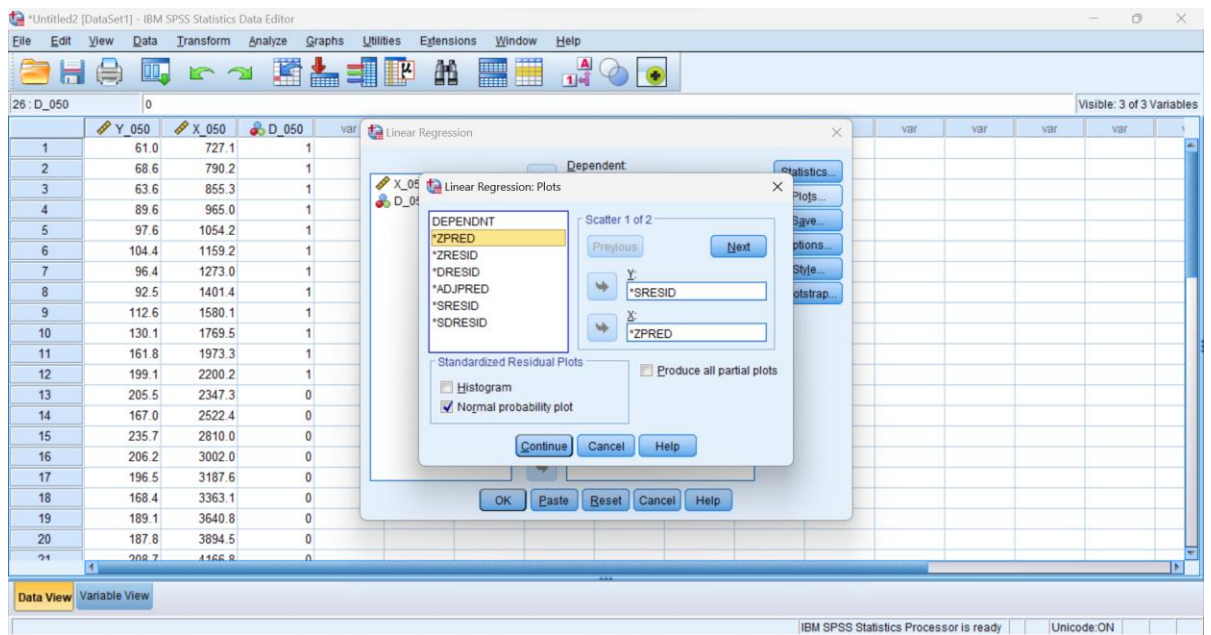 *Untitled2 [DataSet1] - IBM SPSS Statistics Data Editor
File Edit View Data Transform Analyze Graphs Utilities Extensions Window Help
26 : D_050 0 Visible: 3 of 3 Variables
Y_050 X_050 D_050 var var var var var
1 61.0 727.1 1
2 68.6 790.2 1
3 63.6 855.3 1
4 89.6 965.0 1
5 97.6 1054.2 1
6 104.4 1159.2 1
7 96.4 1273.0 1
8 92.5 1401.4 1
9 112.6 1580.1 1
10 130.1 1769.5 1
11 161.8 1973.3 1
12 199.1 2200.2 1
13 205.5 2347.3 0
14 167.0 2522.4 0
15 235.7 2810.0 0
16 206.2 3002.0 0
17 196.5 3187.6 0
18 168.4 3363.1 0
19 189.1 3640.8 0
20 187.8 3894.5 0
21 208.7 4166.8 0
Linear Regression
Dependent:
X_05
D_05
Statistics...
Plots...
Save...
ptions...
Style...
otstrap...
Linear Regression: Plots
DEPENDNT
*ZPRED
*ZRESID
*DRESID
*ADJPRED
*SRESID
*SDRESID
Scatter 1 of 2
Previous Next
Y:
*SRESID
X:
*ZPRED
Standardized Residual Plots
Histogram
Normal probability plot
Produce all partial plots
Continue Cancel Help
OK Paste Reset Cancel Help
Data View Variable View
IBM SPSS Statistics Processor is ready Unicode:ON